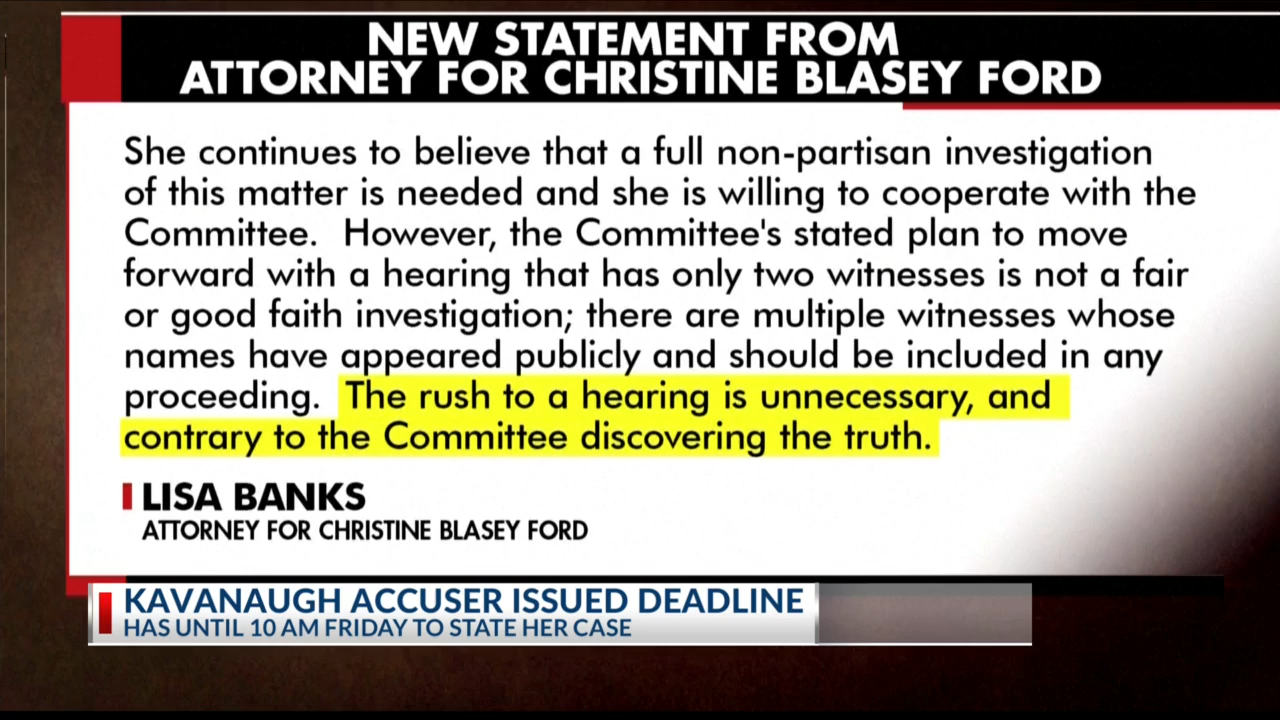 NEW STATEMENT FROM
ATTORNEY FOR CHRISTINE BLASEY FORD
She continues to believe that a full non-partisan investigation
of this matter is needed and she is willing to cooperate with the
Committee.  However, the Committee's stated plan to move
forward with a hearing that has only two witnesses is not a fair
or good faith investigation; there are multiple witnesses whose
names have appeared publicly and should be included in any
proceeding.  The rush to a hearing is unnecessary, and
contrary to the Committee discovering the truth.
LISA BANKS
ATTORNEY FOR CHRISTINE BLASEY FORD
KAVANAUGH ACCUSER ISSUED DEADLINE
HAS UNTIL 10 AM FRIDAY TO STATE HER CASE